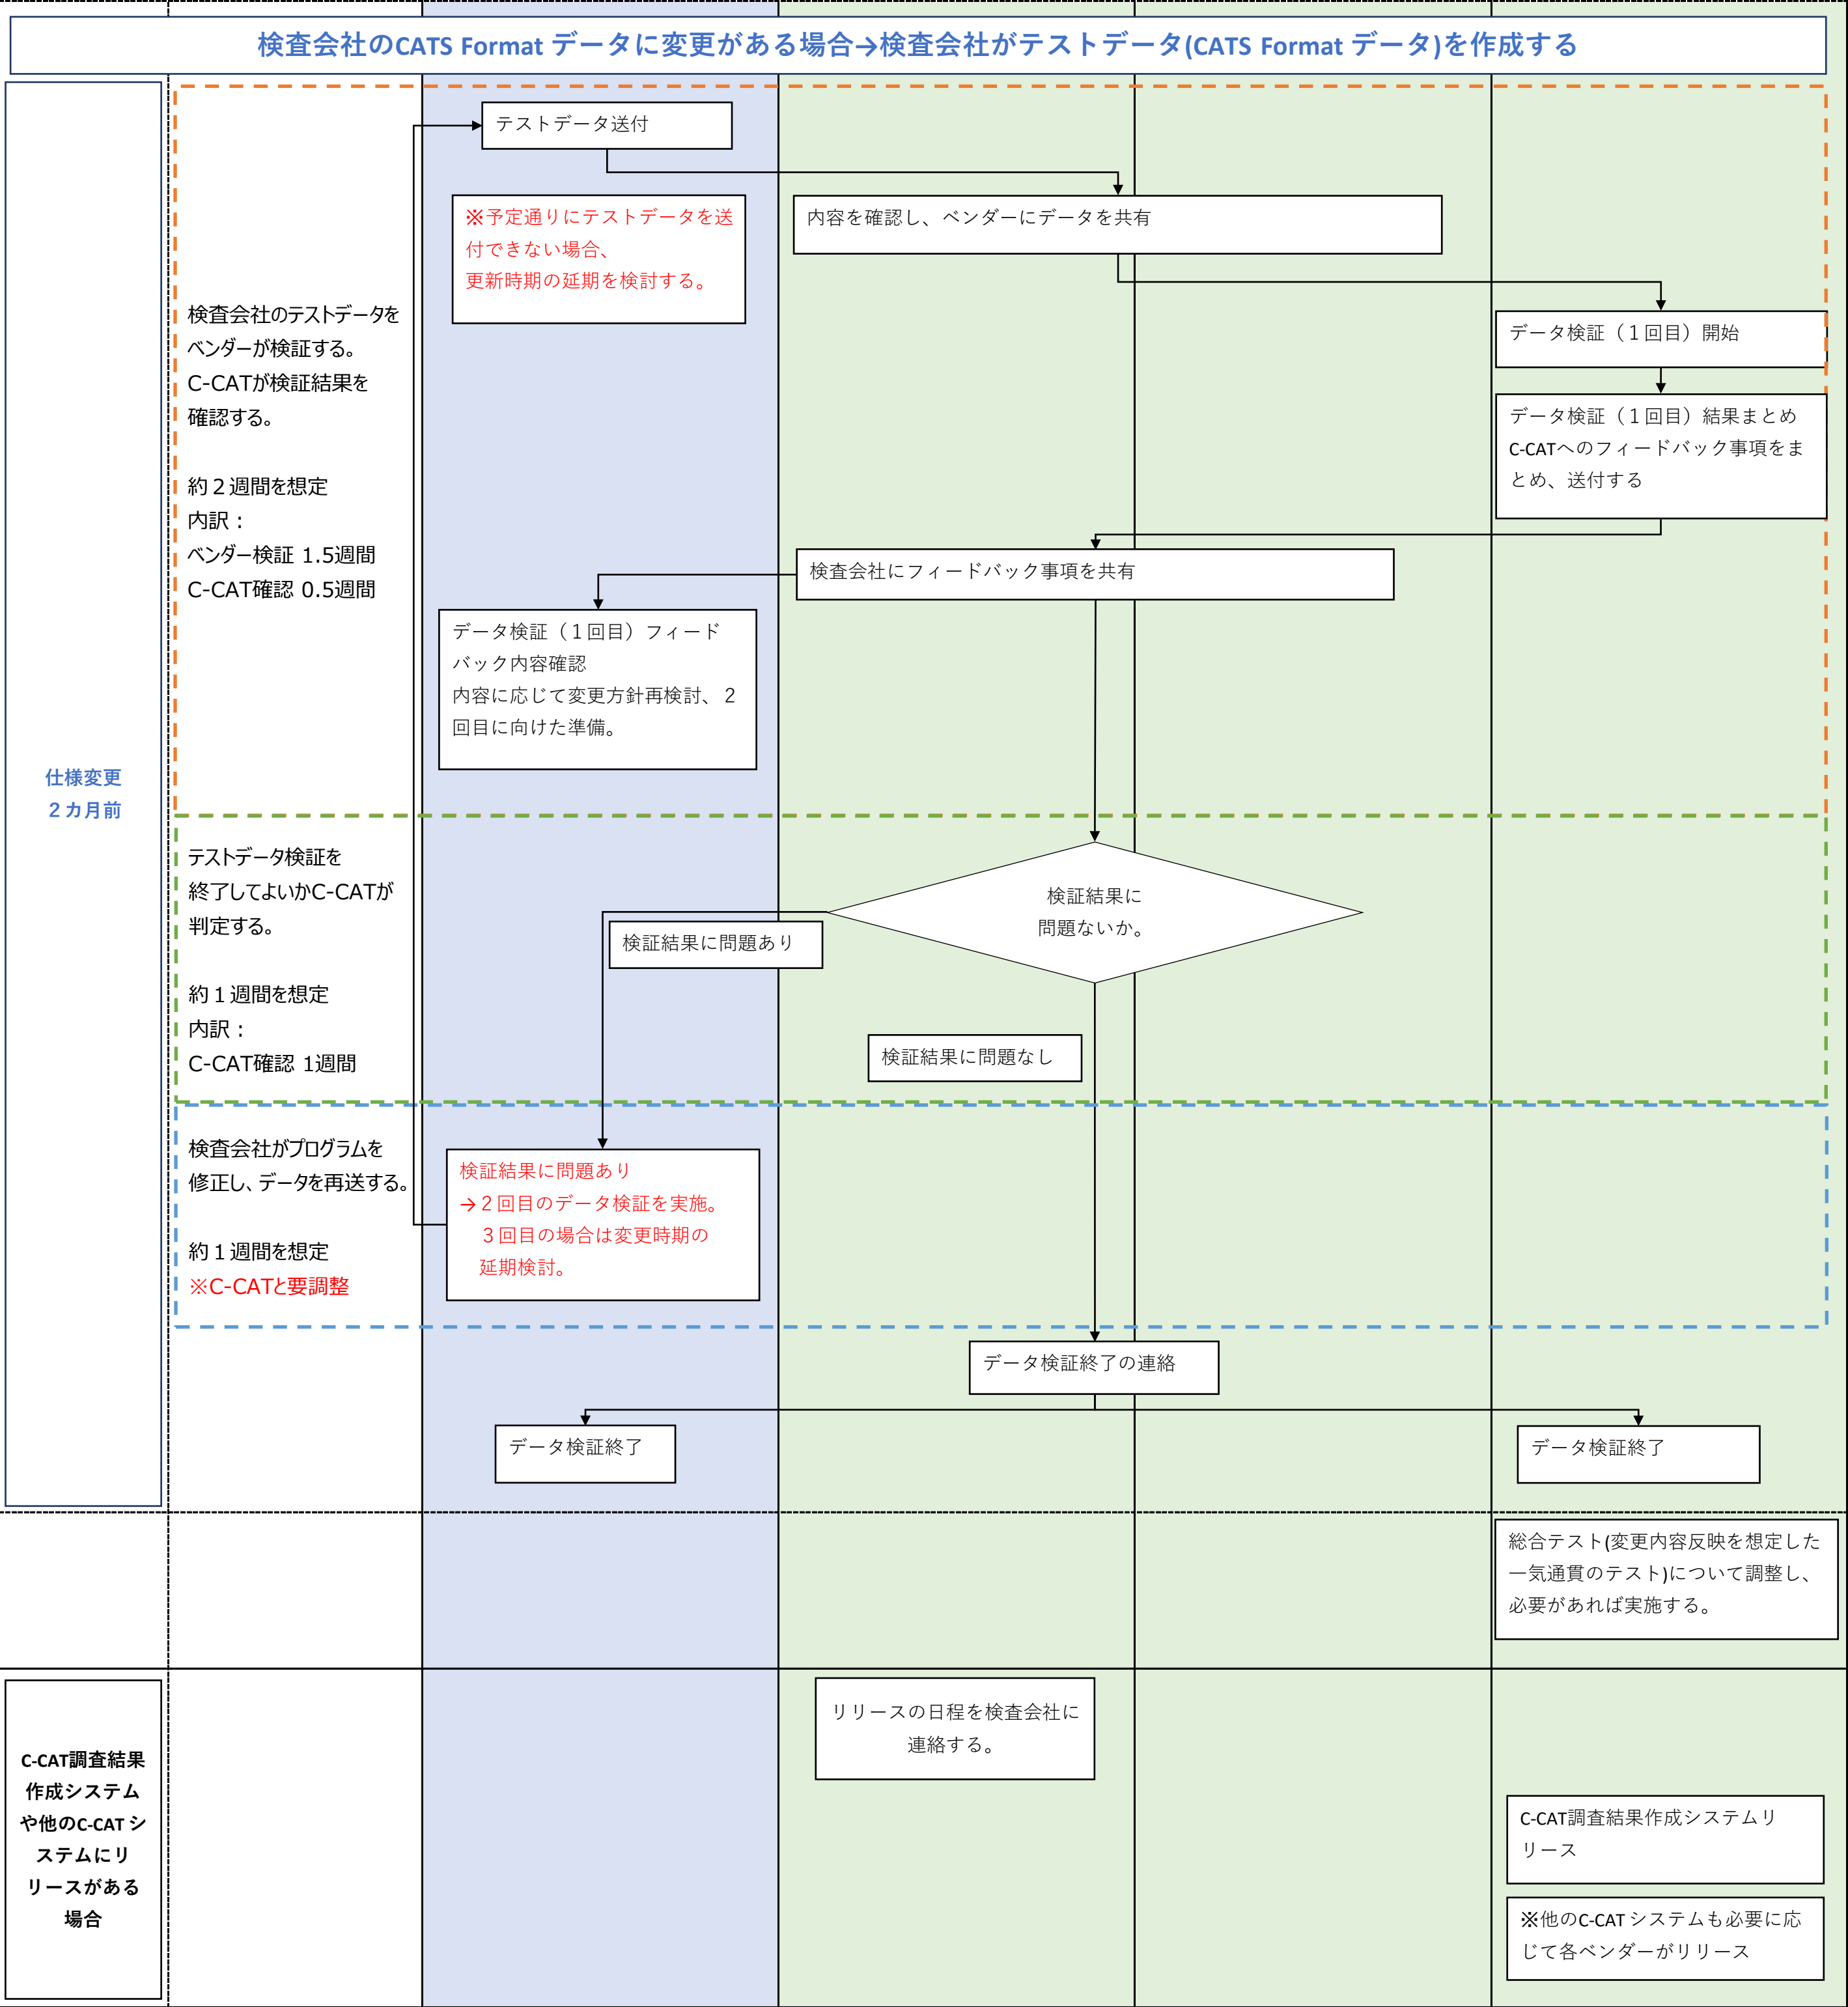 検査会社のCATS Format データに変更がある場合→検査会社がテストデータ(CATS Format データ)を作成する
仕様変更
２カ月前
検査会社のテストデータを
ベンダーが検証する。
C-CATが検証結果を
確認する。
約２週間を想定
内訳：
ベンダー検証 1.5週間
C-CAT確認 0.5週間
テストデータ送付
※予定通りにテストデータを送
付できない場合、
更新時期の延期を検討する。
内容を確認し、ベンダーにデータを共有
データ検証（１回目）開始
データ検証（１回目）結果まとめ
C-CATへのフィードバック事項をま
とめ、送付する
検査会社にフィードバック事項を共有
データ検証（１回目）フィード
バック内容確認
内容に応じて変更方針再検討、２
回目に向けた準備。
テストデータ検証を
終了してよいかC-CATが
判定する。
約１週間を想定
内訳：
C-CAT確認 1週間
検証結果に
問題ないか。
検証結果に問題あり
検証結果に問題なし
検査会社がプログラムを
修正し、データを再送する。
約１週間を想定
※C-CATと要調整
検証結果に問題あり
→２回目のデータ検証を実施。
３回目の場合は変更時期の
延期検討。
データ検証終了の連絡
データ検証終了
データ検証終了
総合テスト(変更内容反映を想定した
一気通貫のテスト)について調整し、
必要があれば実施する。
C-CAT調査結果
作成システム
や他のC-CAT シ
ステムにリ
リースがある
場合
リリースの日程を検査会社に
連絡する。
C-CAT調査結果作成システムリ
リース
※他のC-CAT システムも必要に応
じて各ベンダーがリリース